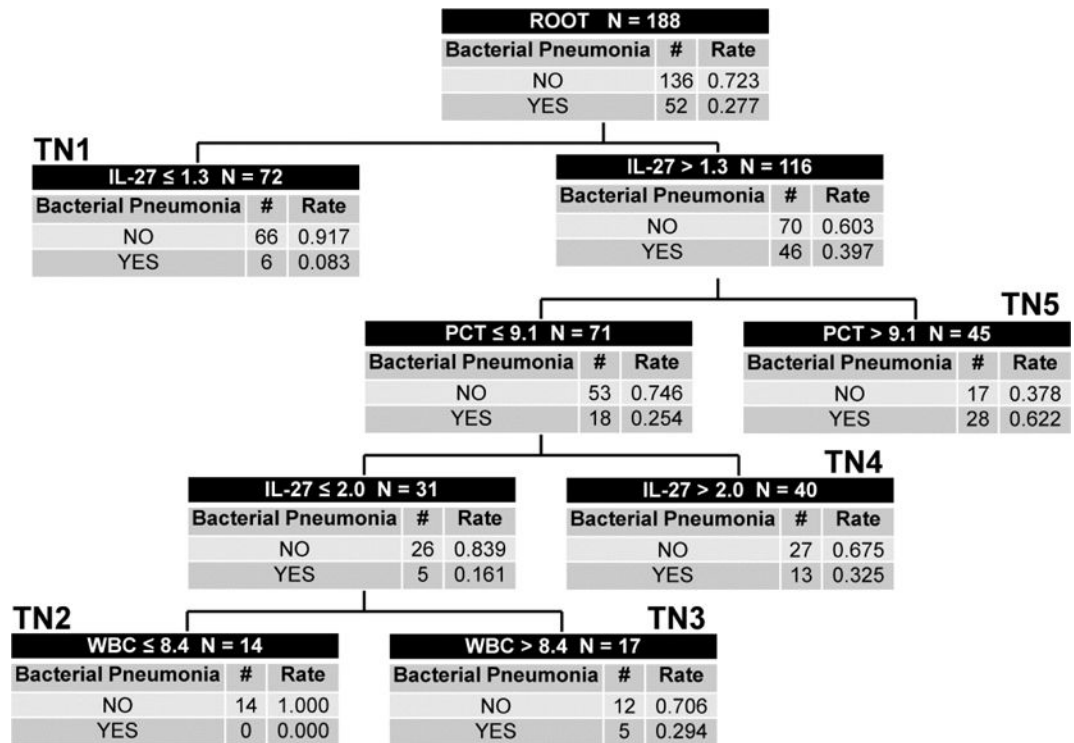 ROOT N = 188
Bacterial Pneumonia # Rate
NO 136 0.723
YES 52 0.277
TN1
IL-27 ≤ 1.3 N = 72
Bacterial Pneumonia # Rate
NO 66 0.917
YES 6 0.083
IL-27 > 1.3 N = 116
Bacterial Pneumonia # Rate
NO 70 0.603
YES 46 0.397
PCT ≤ 9.1 N = 71
Bacterial Pneumonia # Rate
NO 53 0.746
YES 18 0.254
TN5
PCT > 9.1 N = 45
Bacterial Pneumonia # Rate
NO 17 0.378
YES 28 0.622
IL-27 ≤ 2.0 N = 31
Bacterial Pneumonia # Rate
NO 26 0.839
YES 5 0.161
TN4
IL-27 > 2.0 N = 40
Bacterial Pneumonia # Rate
NO 27 0.675
YES 13 0.325
TN2
WBC ≤ 8.4 N = 14
Bacterial Pneumonia # Rate
NO 14 1.000
YES 0 0.000
TN3
WBC > 8.4 N = 17
Bacterial Pneumonia # Rate
NO 12 0.706
YES 5 0.294